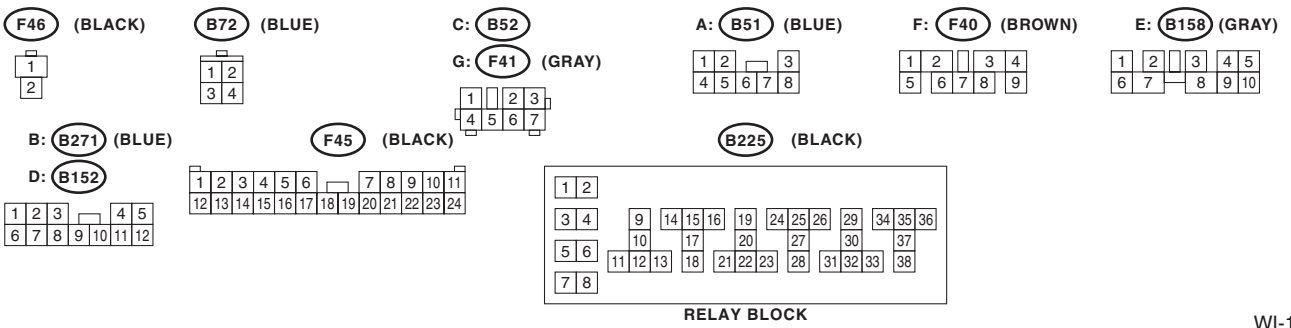 F46 (BLACK)
1
2
B72 (BLUE)
1 2
3 4
C: B52
G: F41 (GRAY)
1 2 3
4 5 6 7
A: B51 (BLUE)
1 2 3
4 5 6 7 8
F: F40 (BROWN)
1 2 3 4
5 6 7 8 9
E: B158 (GRAY)
1 2 3 4 5
6 7 8 9 10
B: B271 (BLUE)
D: B152
1 2 3 4 5
6 7 8 9 10 11 12
F45 (BLACK)
1 2 3 4 5 6 7 8 9 10 11
12 13 14 15 16 17 18 19 20 21 22 23 24
B225 (BLACK)
1 2
3 4 9 14 15 16 19 24 25 26 29 34 35 36
10 17 20 27 30 37
5 6 11 12 13 18 21 22 23 28 31 32 33 38
7 8
RELAY BLOCK